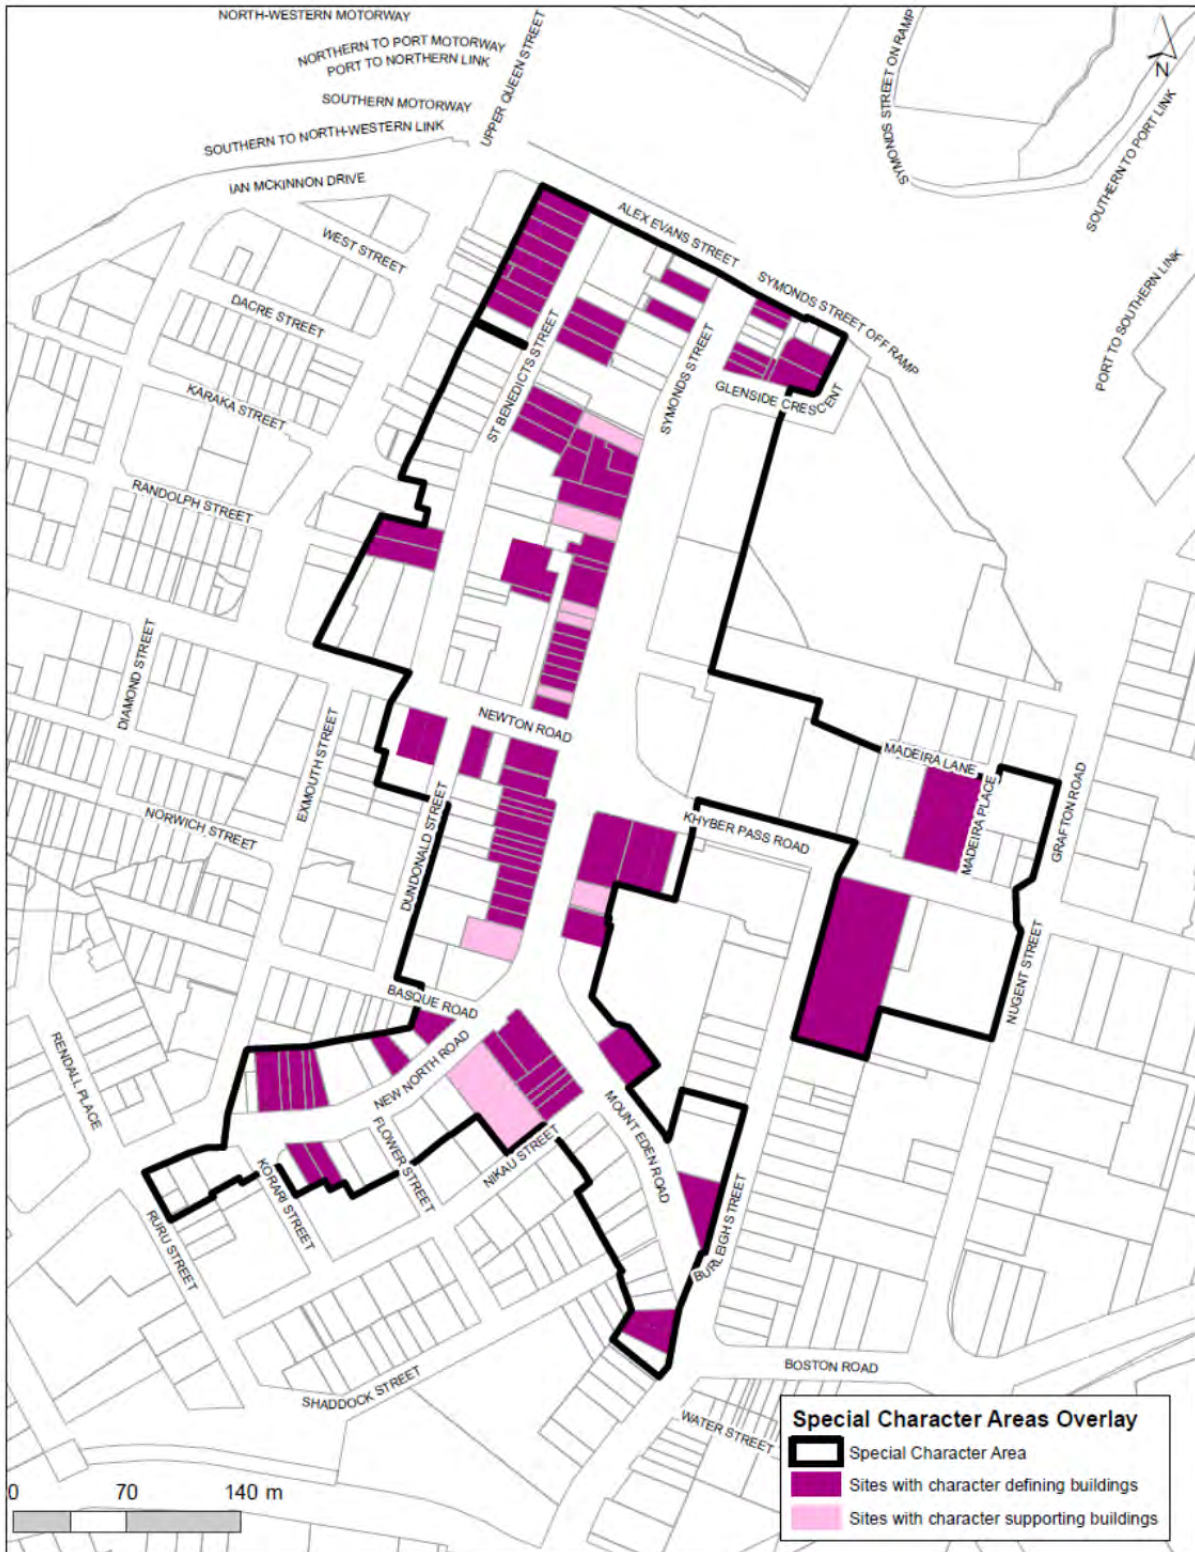 NORTH-WESTERN MOTORWAY
NORTHERN TO PORT MOTORWAY
PORT TO NORTHERN LINK
SOUTHERN MOTORWAY
SOUTHERN TO NORTH-WESTERN LINK
UPPER QUEEN STREET
SYMONDS STREET ON RAMP
N
SOUTHERN TO PORT LINK
IAN MCKINNON DRIVE
WEST STREET
ALEX EVANS STREET
SYMONDS STREET OFF RAMP
PORT TO SOUTHERN LINK
DACRE STREET
ST BENEDICTS STREET
SYMONDS STREET
GLENSIDE CRESCENT
KARAKA STREET
RANDOLPH STREET
DIAMOND STREET
EXMOUTH STREET
NEWTON ROAD
MADEIRA LANE
MADEIRA PLACE
GRAFTON ROAD
NORWICH STREET
DUNDONALD STREET
KHYBER PASS ROAD
NUGENT STREET
BASQUE ROAD
RENDALL PLACE
NEW NORTH ROAD
FLOWER STREET
NIKAU STREET
MOUNT EDEN ROAD
KORARI STREET
RURU STREET
BURLEIGH STREET
BOSTON ROAD
SHADDOCK STREET
WATER STREET
0 70 140 m
Special Character Areas Overlay
Special Character Area
Sites with character defining buildings
Sites with character supporting buildings